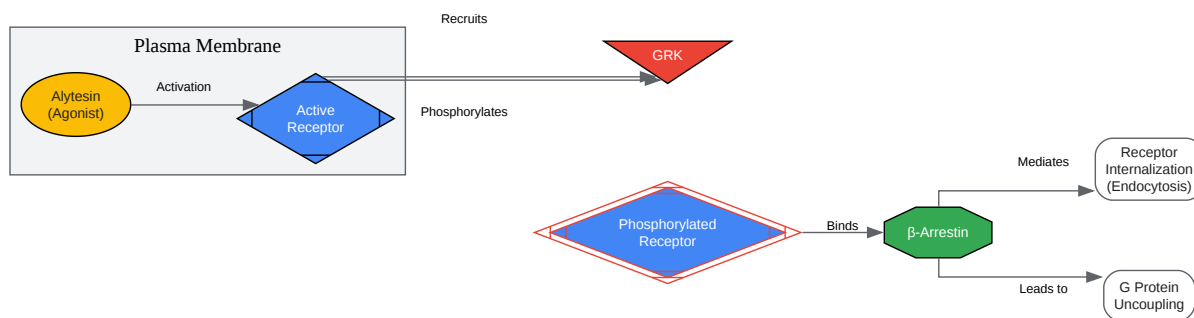 Recruits
Plasma Membrane
GRK
Alytesin
(Agonist)
Activation
Active
Receptor
Phosphorylates
Receptor
Internalization
(Endocytosis)
Mediates
Phosphorylated
Receptor
Binds
β-Arrestin
Leads to
G Protein
Uncoupling